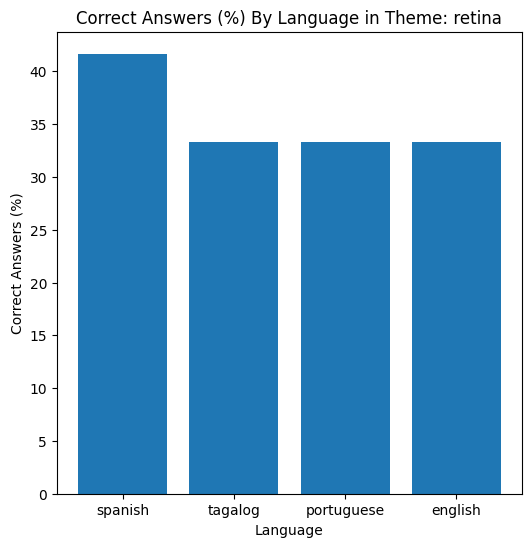 Correct Answers (%) By Language in Theme: retina
Correct Answers (%)
40
35
30
25
20
15
10
5
0
spanish tagalog portuguese english
Language